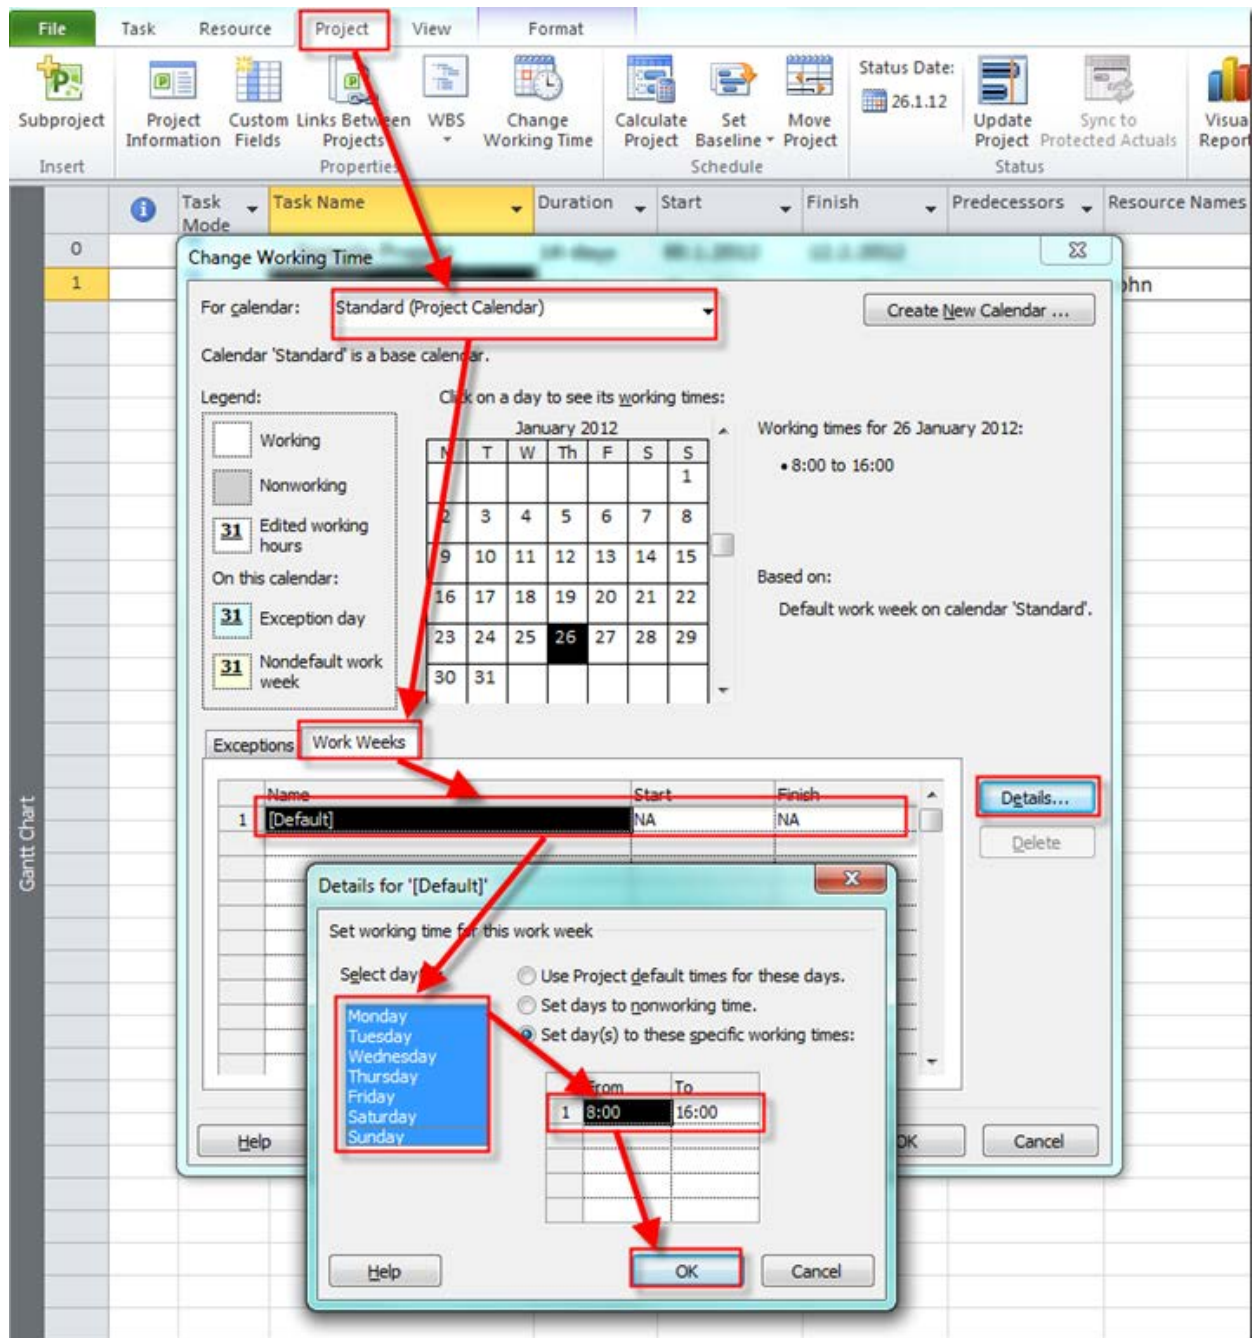 File Task Resource Project View Format
Subproject Project Information Custom Fields Links Between Projects WBS Change Working Time Calculate Project Set Baseline Move Project Status Date: 26.1.12 Update Project Sync to Protected Actuals
Insert Properties Schedule Status
Task Mode Task Name Duration Start Finish Predecessors Resource Names
0
Change Working Time
1
For calendar: Standard (Project Calendar) Create New Calendar ...
Calendar 'Standard' is a base calendar.
Legend: Click on a day to see its working times:
January 2012 Working times for 26 January 2012:
Working
M T W Th F S S
• 8:00 to 16:00
1
Nonworking
2 3 4 5 6 7 8
31 Edited working hours
9 10 11 12 13 14 15
On this calendar: Based on:
16 17 18 19 20 21 22
31 Exception day Default work week on calendar 'Standard'.
23 24 25 26 27 28 29
31 Nondefault work week
30 31
Exceptions Work Weeks
Name Start Finish Details...
1 [Default] NA NA
Delete
Gantt Chart
Details for '[Default]'
Set working time for this work week
Select day Use Project default times for these days.
Set days to nonworking time.
Set day(s) to these specific working times:
Monday
Tuesday
Wednesday
Thursday
Friday
Saturday
Sunday
From To
1 8:00 16:00
Help OK Cancel
Help OK Cancel